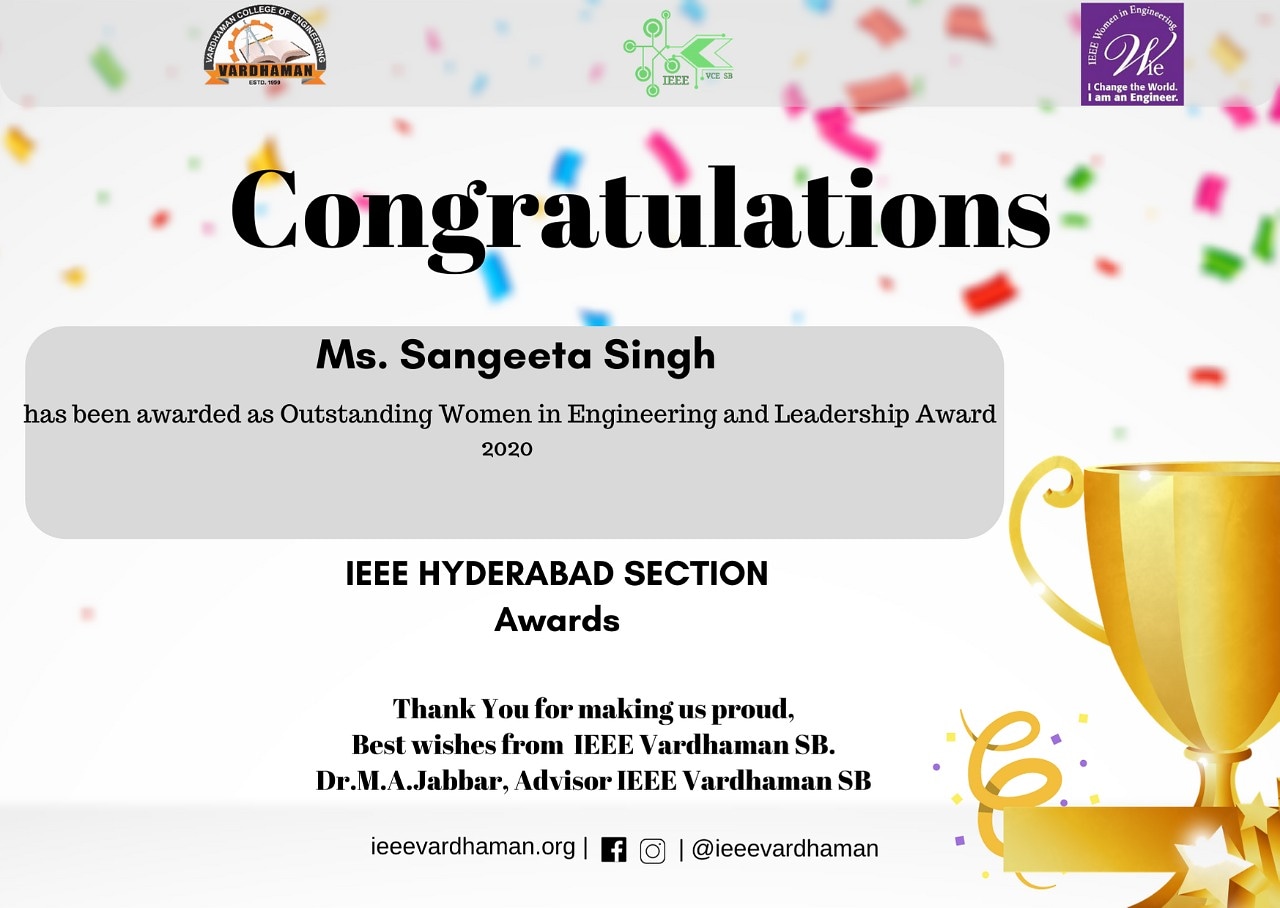 VARDHAMAN COLLEGE OF ENGINEERING
VARDHAMAN
ESTD. 1999
IEEE VCE SB
IEEE Women in Engineering
WIE
I Change the World.
I am an Engineer.
Congratulations
Ms. Sangeeta Singh
has been awarded as Outstanding Women in Engineering and Leadership Award
2020
IEEE HYDERABAD SECTION
Awards
Thank You for making us proud,
Best wishes from IEEE Vardhaman SB.
Dr.M.A.Jabbar, Advisor IEEE Vardhaman SB
ieeevardhaman.org | | @ieeevardhaman